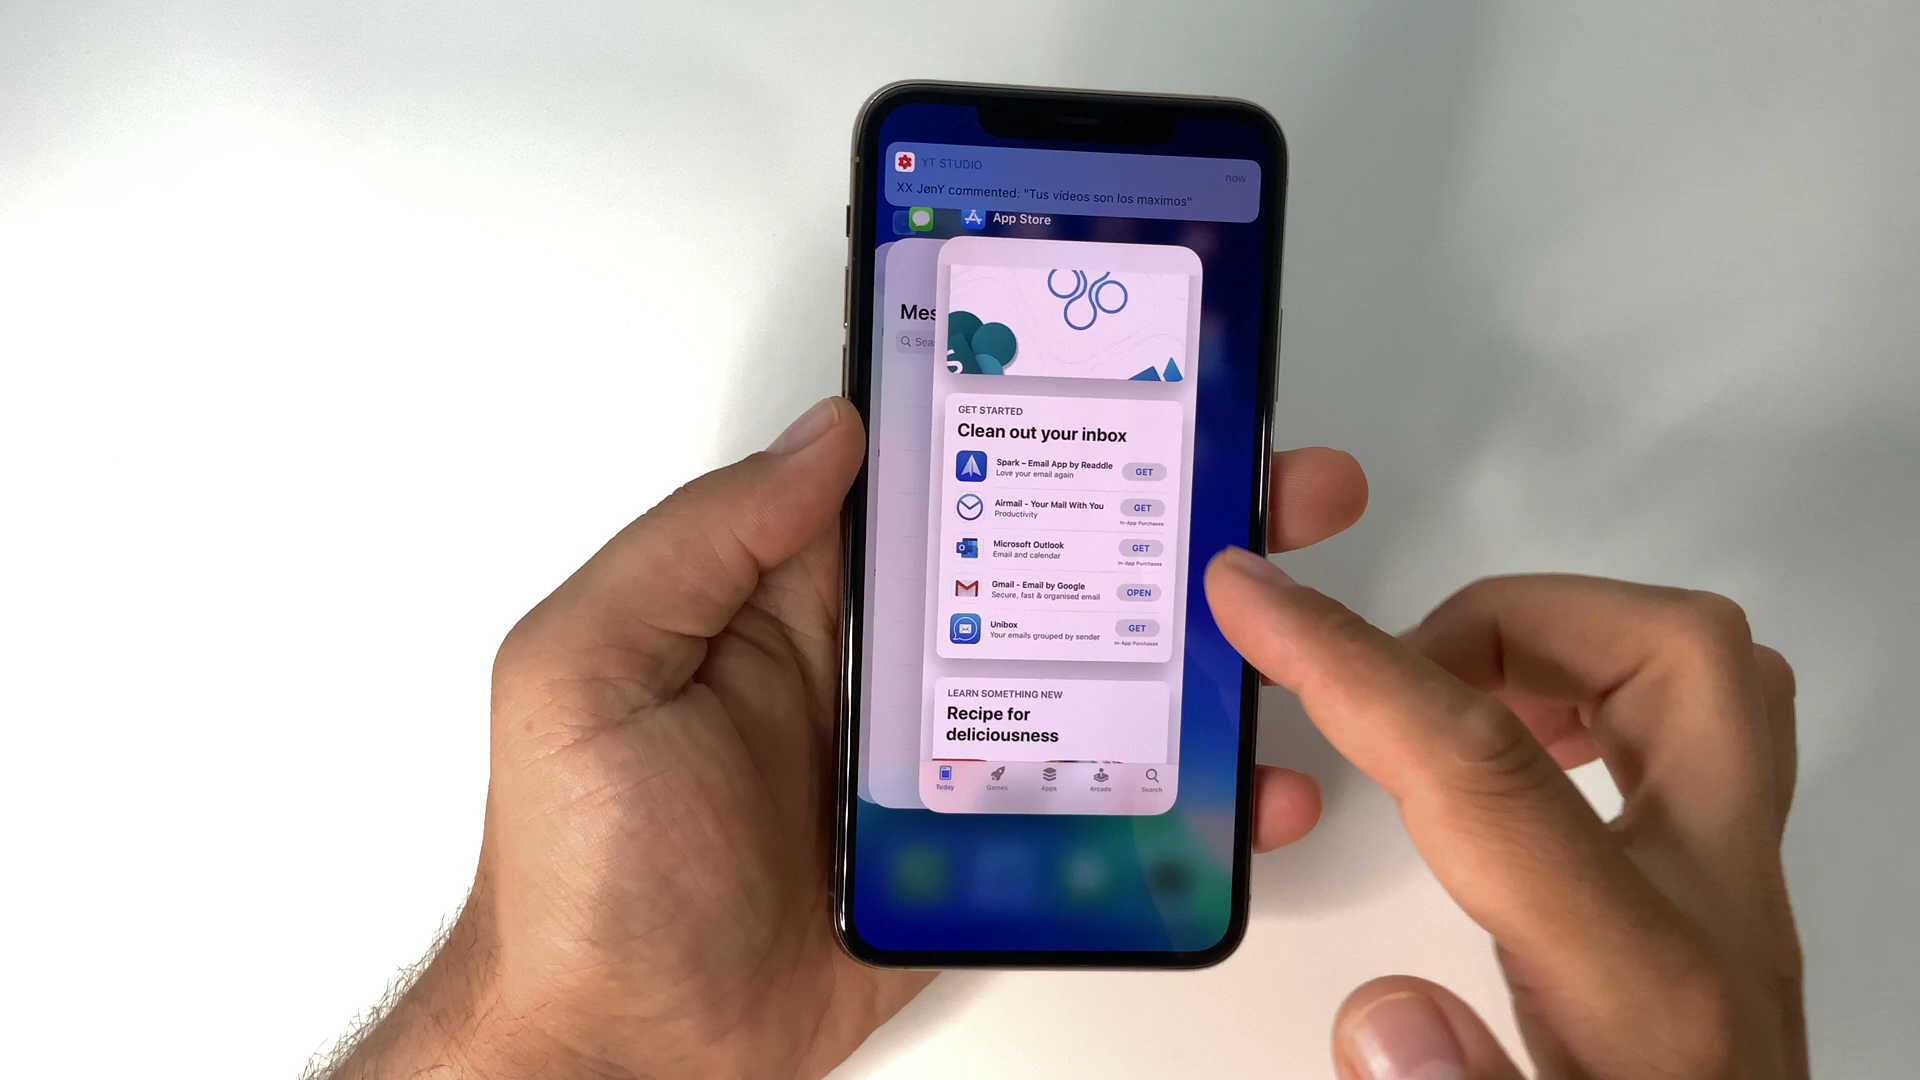 YT STUDIO
now
XX JønY commented: "Tus vídeos son los maximos"
App Store
Mes
Sea
GET STARTED
Clean out your inbox
Spark – Email App by Readdle
Love your email again
GET
Airmail - Your Mail With You
Productivity
GET
In-App Purchases
Microsoft Outlook
Email and calendar
GET
In-App Purchases
Gmail - Email by Google
Secure, fast & organised email
OPEN
Unibox
Your emails grouped by sender
GET
In-App Purchases
LEARN SOMETHING NEW
Recipe for
deliciousness
Today
Games
Apps
Arcade
Search